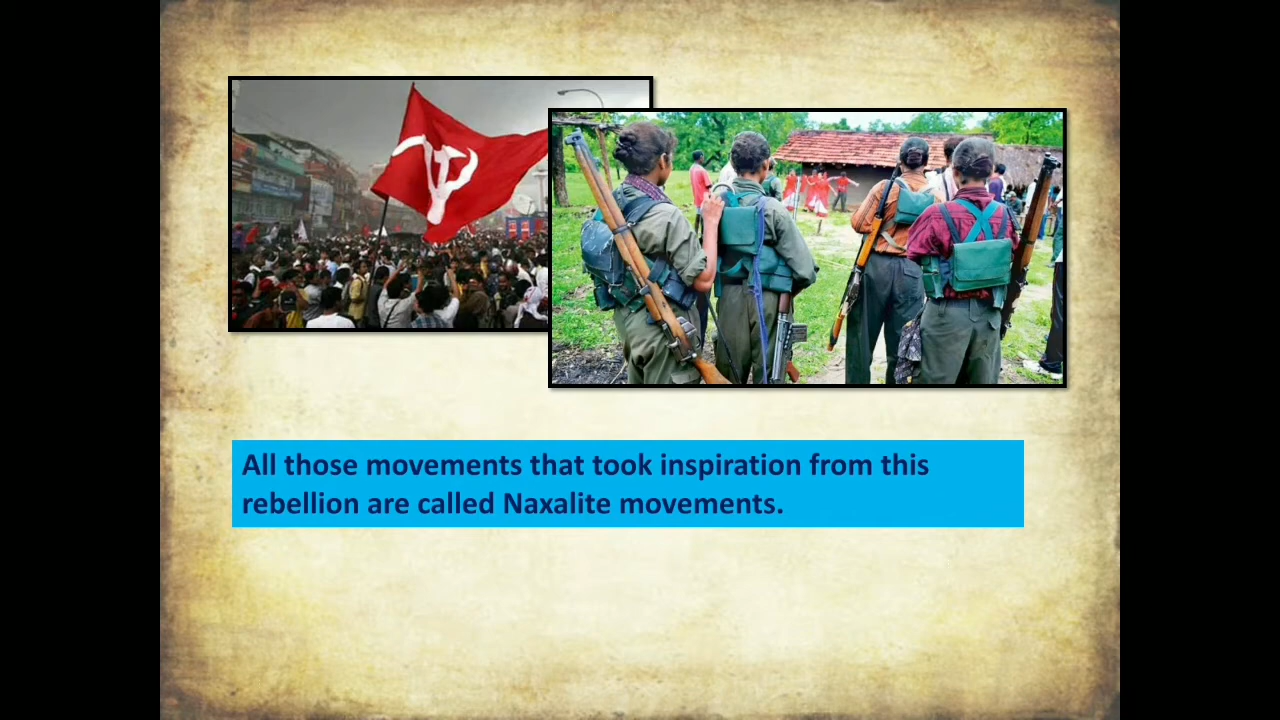 All those movements that took inspiration from this
rebellion are called Naxalite movements.